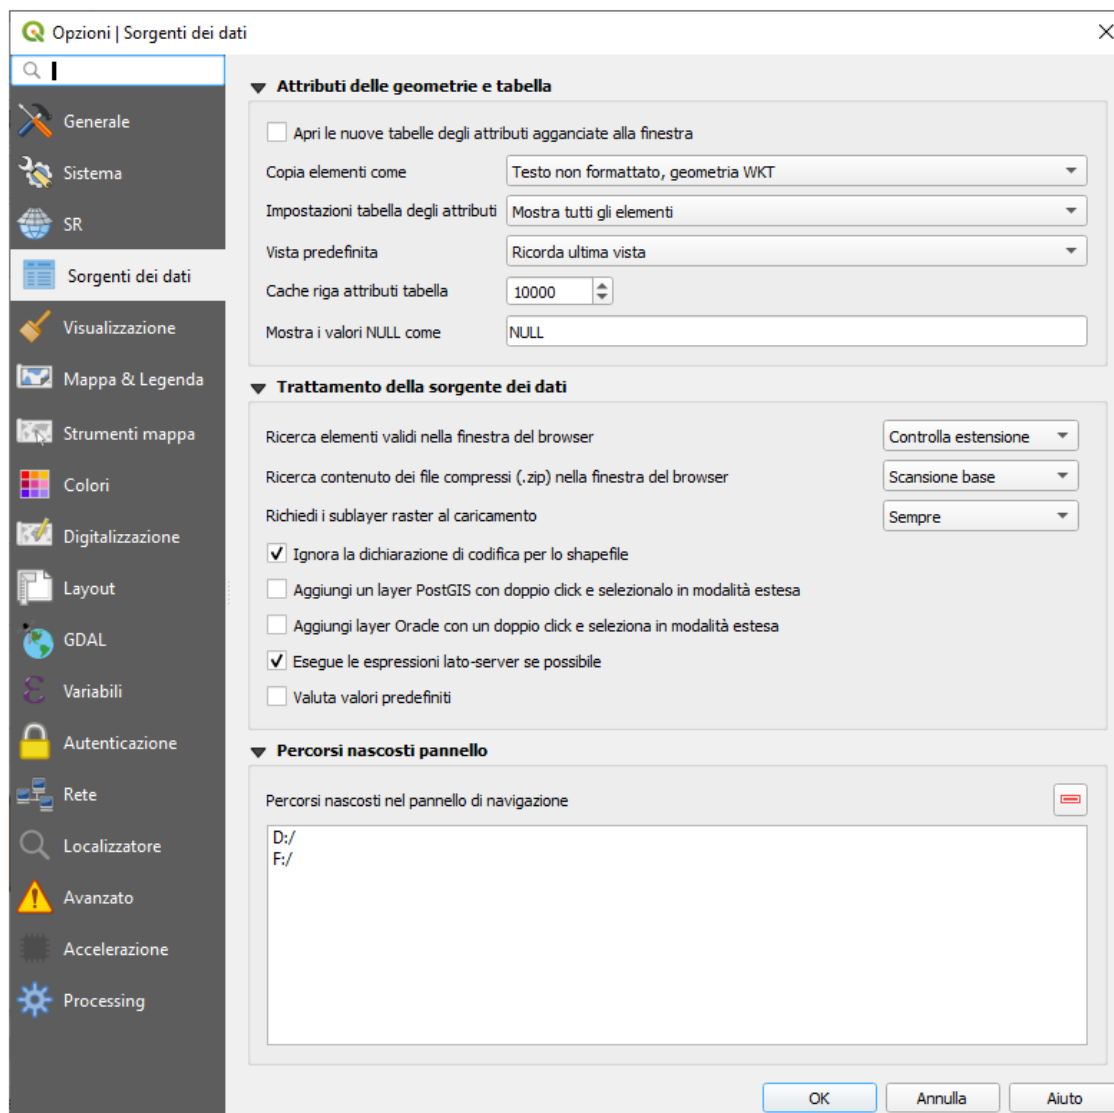 Opzioni | Sorgenti dei dati
Generale
Sistema
SR
Sorgenti dei dati
Visualizzazione
Mappa & Legenda
Strumenti mappa
Colori
Digitalizzazione
Layout
GDAL
Variabili
Autenticazione
Rete
Localizzatore
Avanzato
Accelerazione
Processing
Attributi delle geometrie e tabella
Apri le nuove tabelle degli attributi agganciate alla finestra
Copia elementi come Testo non formattato, geometria WKT
Impostazioni tabella degli attributi Mostra tutti gli elementi
Vista predefinita Ricorda ultima vista
Cache riga attributi tabella 10000
Mostra i valori NULL come NULL
Trattamento della sorgente dei dati
Ricerca elementi validi nella finestra del browser Controlla estensione
Ricerca contenuto dei file compressi (.zip) nella finestra del browser Scansione base
Richiedi i sublayer raster al caricamento Sempre
Ignora la dichiarazione di codifica per lo shapefile
Aggiungi un layer PostGIS con doppio click e selezionalo in modalità estesa
Aggiungi layer Oracle con un doppio click e seleziona in modalità estesa
Esegue le espressioni lato-server se possibile
Valuta valori predefiniti
Percorsi nascosti pannello
Percorsi nascosti nel pannello di navigazione
D:/
F:/
OK Annulla Aiuto